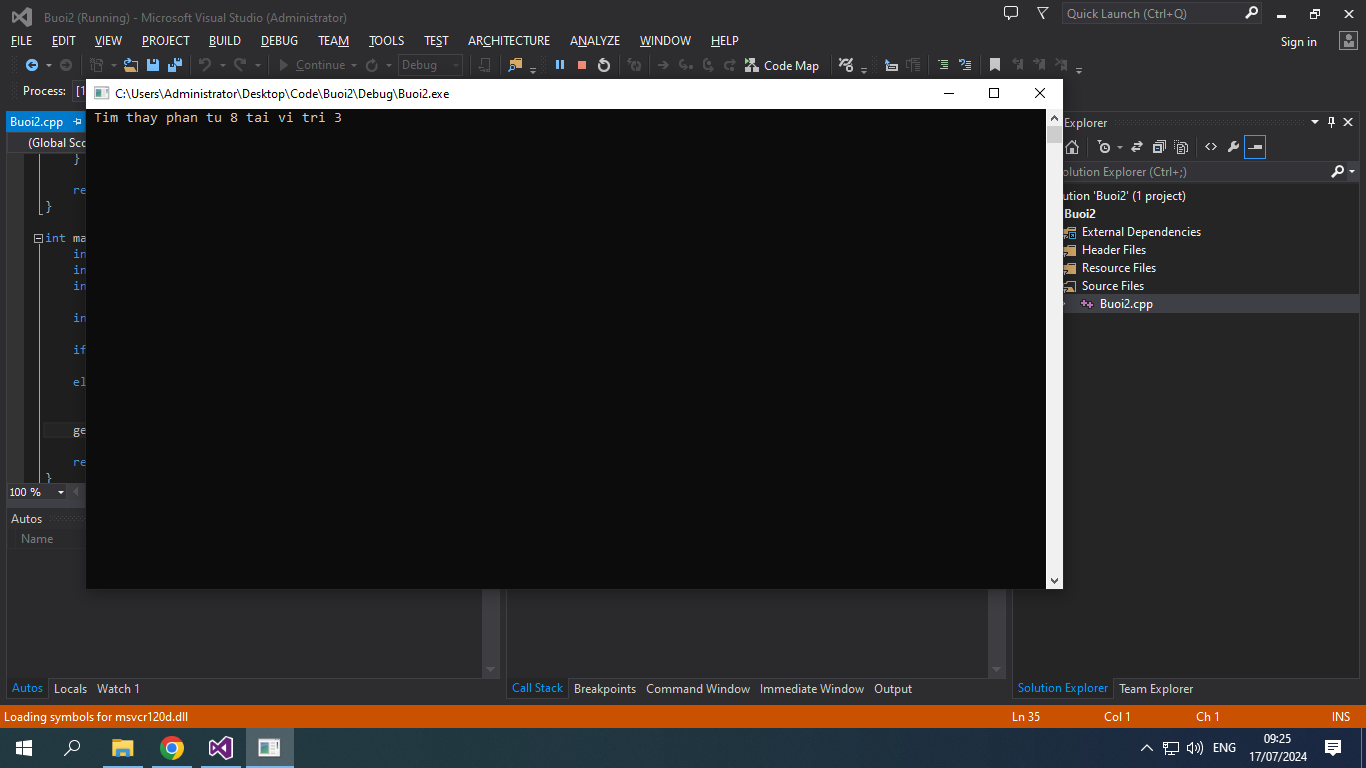 Buoi2 (Running) - Microsoft Visual Studio (Administrator)
Quick Launch (Ctrl+Q)
FILE EDIT VIEW PROJECT BUILD DEBUG TEAM TOOLS TEST ARCHITECTURE ANALYZE WINDOW HELP
Sign in
Continue Debug Code Map
Process:
C:\Users\Administrator\Desktop\Code\Buoi2\Debug\Buoi2.exe
Tim thay phan tu 8 tai vi tri 3
Buoi2.cpp
(Global Sco
}
re
}
int ma
in
in
in
in
if
el
ge
re
}
100 %
Autos
Name
Explorer
olution Explorer (Ctrl+;)
ution 'Buoi2' (1 project)
Buoi2
External Dependencies
Header Files
Resource Files
Source Files
Buoi2.cpp
Autos Locals Watch 1
Call Stack Breakpoints Command Window Immediate Window Output
Solution Explorer Team Explorer
Loading symbols for msvcr120d.dll
Ln 35 Col 1 Ch 1 INS
ENG
09:25
17/07/2024